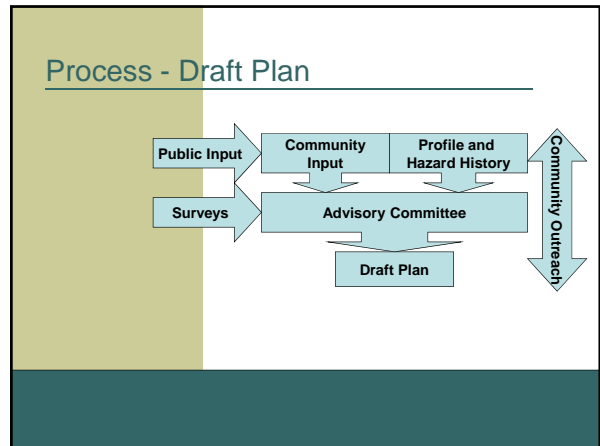 Process - Draft Plan
Public Input
Community
Input
Profile and
Hazard History
Surveys
Advisory Committee
Draft Plan
Community Outreach